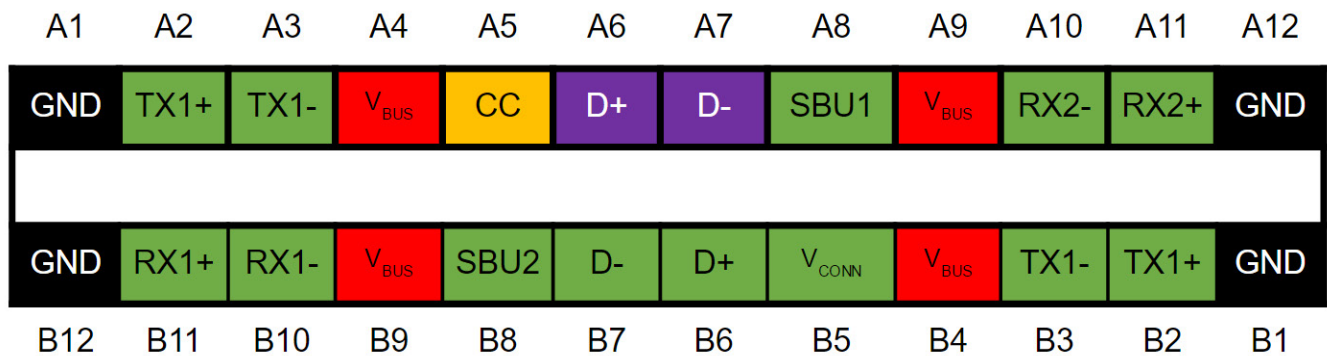 A1 A2 A3 A4 A5 A6 A7 A8 A9 A10 A11 A12
GND TX1+ TX1- VBUS CC D+ D- SBU1 VBUS RX2- RX2+ GND
GND RX1+ RX1- VBUS SBU2 D- D+ VCONN VBUS TX1- TX1+ GND
B12 B11 B10 B9 B8 B7 B6 B5 B4 B3 B2 B1